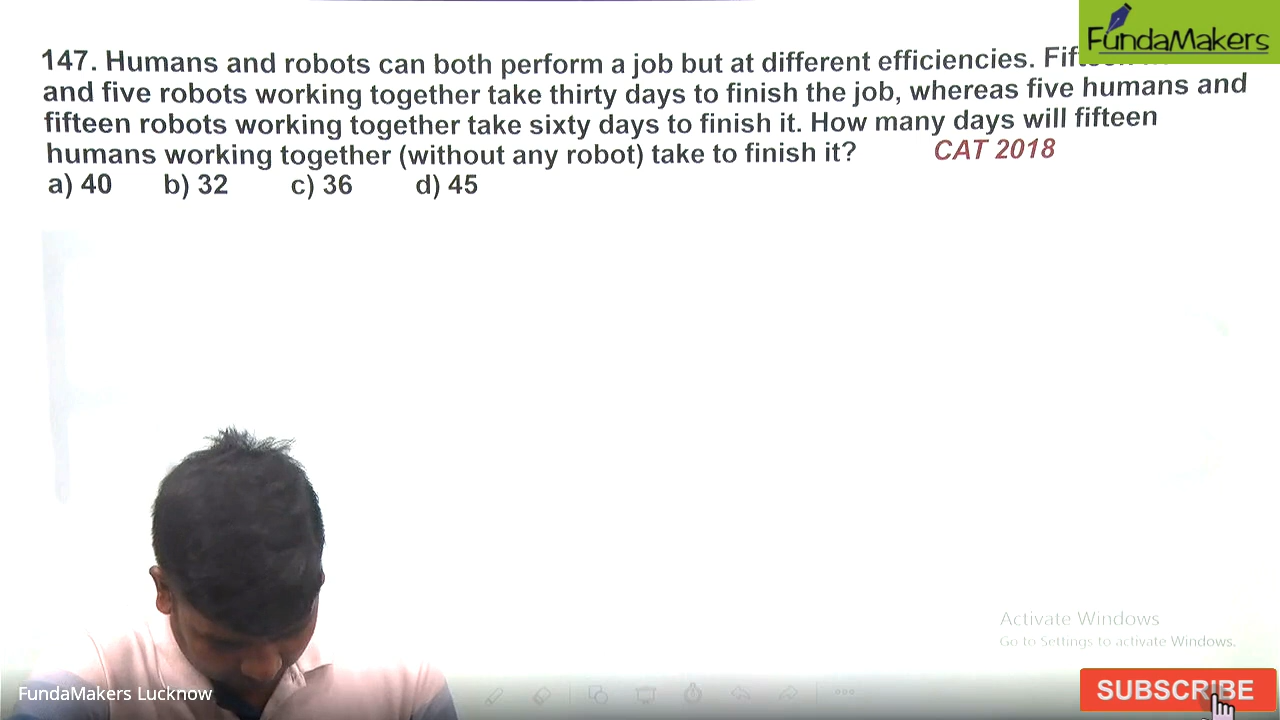 FundaMakers
147. Humans and robots can both perform a job but at different efficiencies.
and five robots working together take thirty days to finish the job, whereas five humans and
fifteen robots working together take sixty days to finish it. How many days will fifteen
humans working together (without any robot) take to finish it? CAT 2018
a) 40 b) 32 c) 36 d) 45
Activate Windows
Go to Settings to activate Windows.
FundaMakers Lucknow
SUBSCRIBE